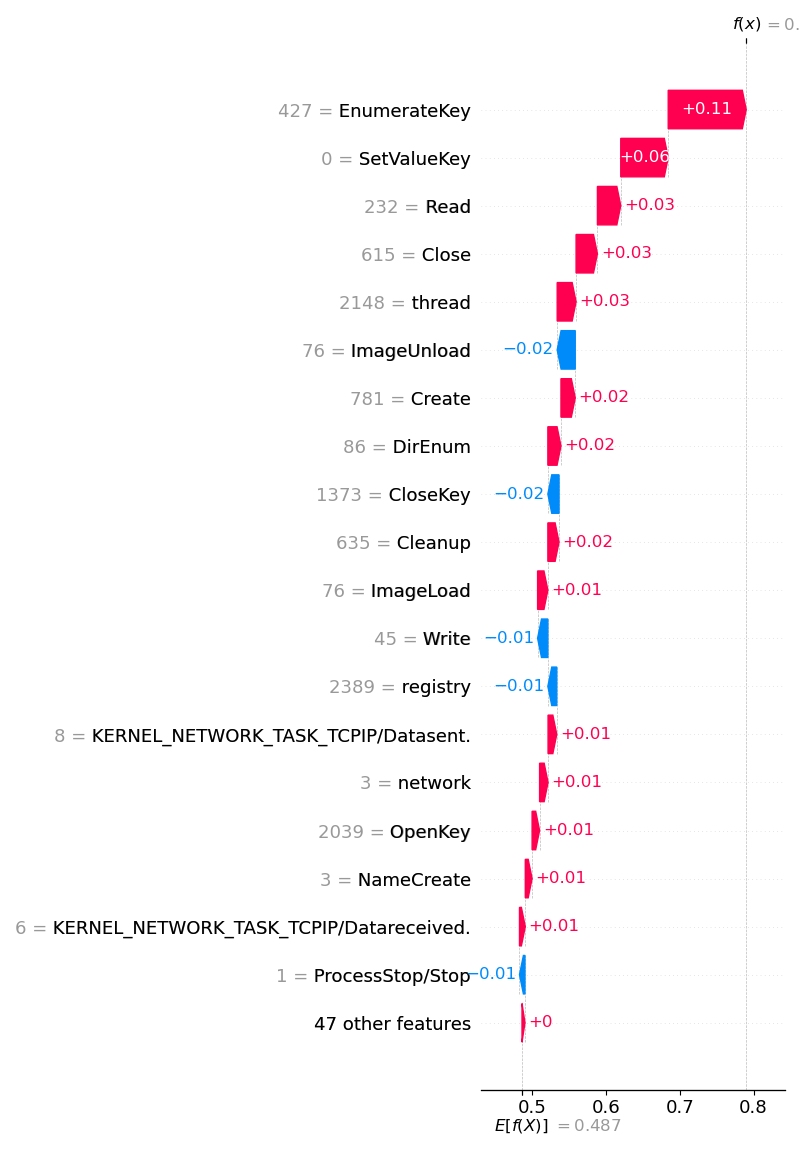 f(x) = 0.
427 = EnumerateKey +0.11
0 = SetValueKey +0.06
232 = Read +0.03
615 = Close +0.03
2148 = thread +0.03
76 = ImageUnload −0.02
781 = Create +0.02
86 = DirEnum +0.02
1373 = CloseKey −0.02
635 = Cleanup +0.02
76 = ImageLoad +0.01
45 = Write −0.01
2389 = registry −0.01
8 = KERNEL_NETWORK_TASK_TCPIP/Datasent. +0.01
3 = network +0.01
2039 = OpenKey +0.01
3 = NameCreate +0.01
6 = KERNEL_NETWORK_TASK_TCPIP/Datareceived. +0.01
1 = ProcessStop/Stop −0.01
47 other features +0
0.5 0.6 0.7 0.8
E[f(X)] = 0.487